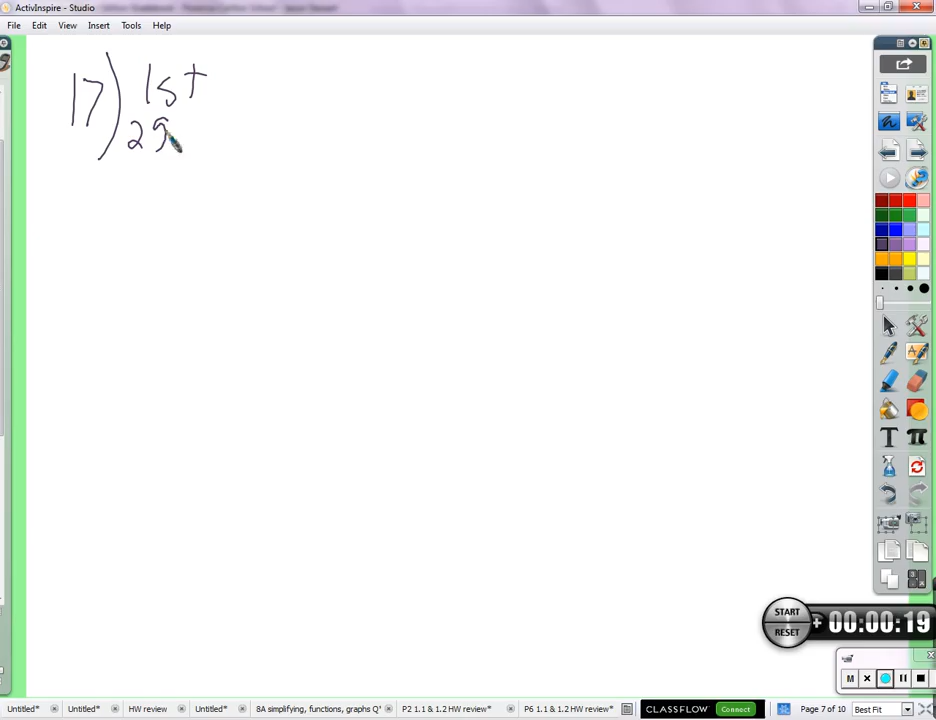 ActivInspire - Studio
File Edit View Insert Tools Help
17) 1st
29
START
RESET
00:00:19
M
Untitled* Untitled* HW review Untitled* 8A simplifying, functions, graphs Q* P2 1.1 & 1.2 HW review* P6 1.1 & 1.2 HW review* CLASSFLOW Connect Page 7 of 10 Best Fit